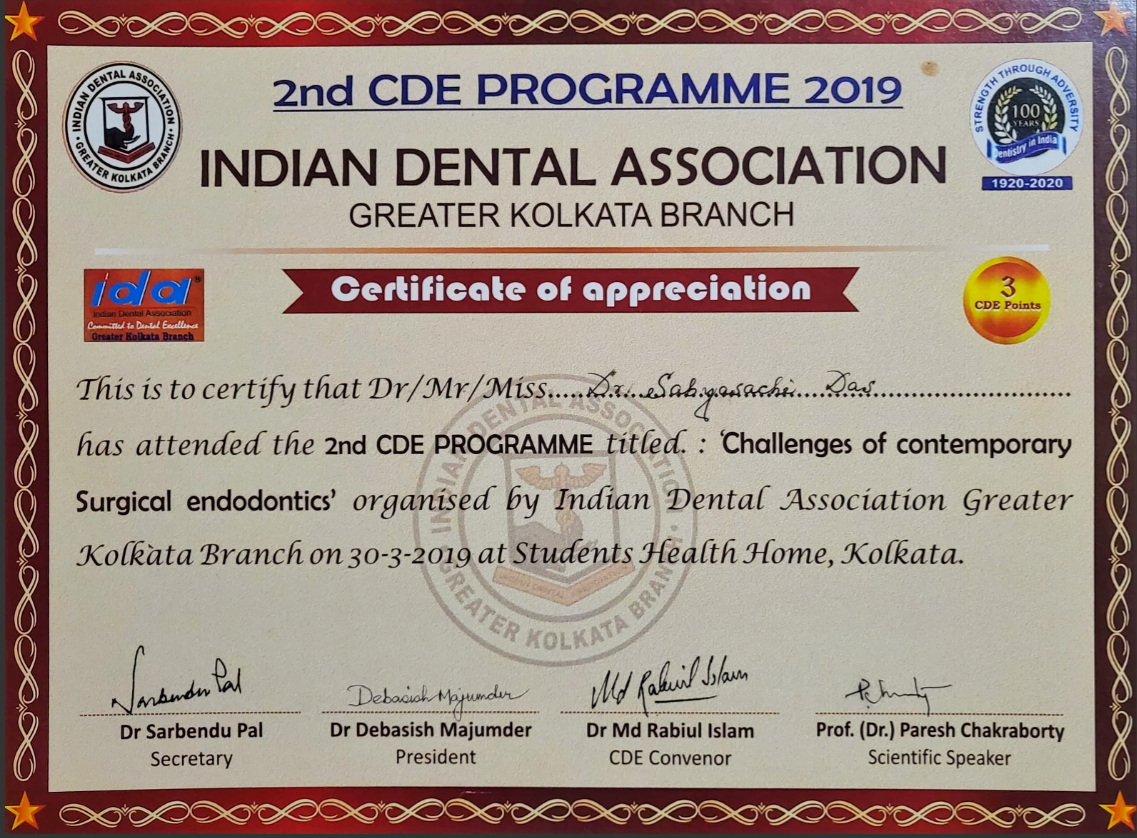 2nd CDE PROGRAMME 2019
INDIAN DENTAL ASSOCIATION
· GREATER KOLKATA BRANCH ·
STRENGTH THROUGH ADVERSITY
100
YEARS
Dentistry in India
1920-2020
INDIAN DENTAL ASSOCIATION
GREATER KOLKATA BRANCH
ida®
Indian Dental Association
Committed to Dental Excellence
Greater Kolkata Branch
Certificate of appreciation
3
CDE Points
This is to certify that Dr/Mr/Miss.....Dr. Sabyasachi Das..............................
has attended the 2nd CDE PROGRAMME titled. : ‘Challenges of contemporary
Surgical endodontics’ organised by Indian Dental Association Greater
Kolkata Branch on 30-3-2019 at Students Health Home, Kolkata.
INDIAN DENTAL ASSOCIATION
· GREATER KOLKATA BRANCH ·
Sarbendu Pal
Debasish Majumder
Md Rabiul Islam
Dr Sarbendu Pal
Dr Debasish Majumder
Dr Md Rabiul Islam
Prof. (Dr.) Paresh Chakraborty
Secretary
President
CDE Convenor
Scientific Speaker